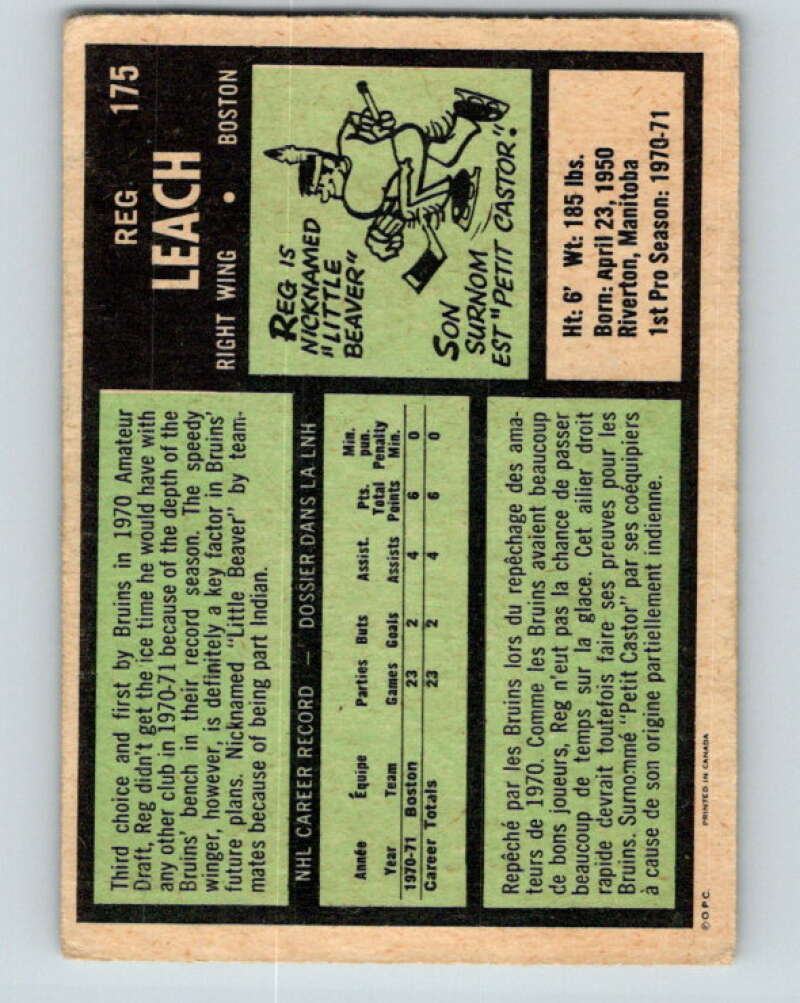 REG 175
LEACH
RIGHT WING • BOSTON
Third choice and first by Bruins in 1970 Amateur
Draft, Reg didn't get the ice time he would have with
any other club in 1970-71 because of the depth of the
Bruins' bench in their record season. The speedy
winger, however, is definitely a key factor in Bruins'
future plans. Nicknamed "Little Beaver" by team-
mates because of being part Indian.
REG IS
NICKNAMED
"LITTLE
BEAVER"
SON
SURNOM
EST "PETIT CASTOR".
NHL CAREER RECORD — DOSSIER DANS LA LNH
Année Équipe Parties Buts Assist. Pts. Min. pun.
Year Team Games Goals Assists Total Points Penalty Min.
1970-71 Boston 23 2 4 6 0
Career Totals 23 2 4 6 0
Ht: 6' Wt: 185 lbs.
Born: April 23, 1950
Riverton, Manitoba
1st Pro Season: 1970-71
Repêché par les Bruins lors du repêchage des ama-
teurs de 1970. Comme les Bruins avaient beaucoup
de bons joueurs, Reg n'eut pas la chance de passer
beaucoup de temps sur la glace. Cet ailier droit
rapide devrait toutefois faire ses preuves pour les
Bruins. Surnommé "Petit Castor" par ses coéquipiers
à cause de son origine partiellement indienne.
©O.P.C. PRINTED IN CANADA